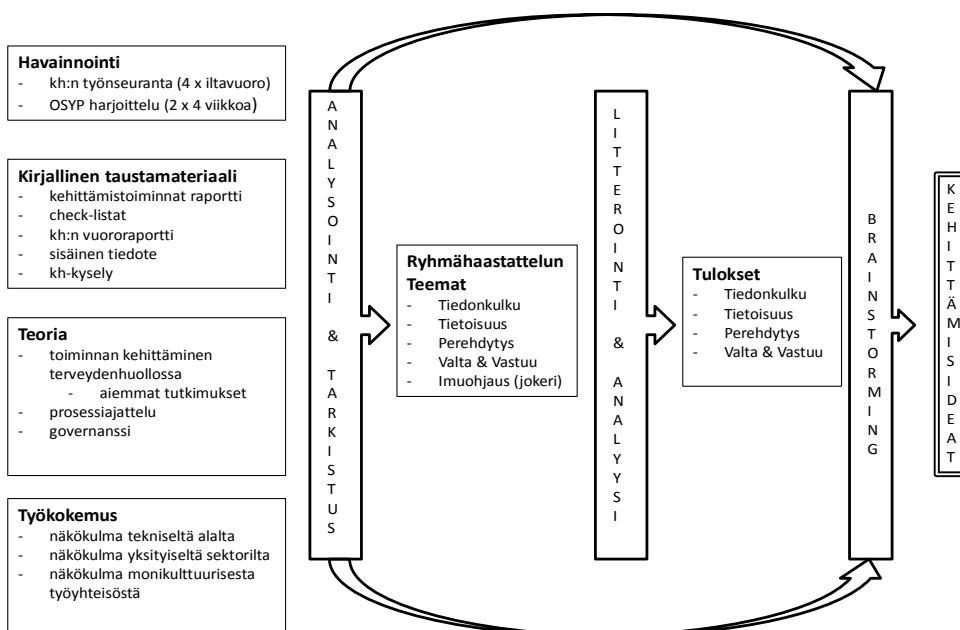 Havainnointi
- kh:n työnseuranta (4 x iltavuoro)
- OSYP harjoittelu (2 x 4 viikkoa)
Kirjallinen taustamateriaali
- kehittämistoiminnat raportti
- check-listat
- kh:n vuororaportti
- sisäinen tiedote
- kh-kysely
Teoria
- toiminnan kehittäminen
terveydenhuollossa
- aiemmat tutkimukset
- prosessiajattelu
- governanssi
Työkokemus
- näkökulma tekniseltä alalta
- näkökulma yksityiseltä sektorilta
- näkökulma monikulttuurisesta
työyhteisöstä
ANALYSOINTI & TARKISTUS
Ryhmähaastattelun
Teemat
- Tiedonkulku
- Tietoisuus
- Perehdytys
- Valta & Vastuu
- Imuohjaus (jokeri)
LITTEROINTI & ANALYYSI
Tulokset
- Tiedonkulku
- Tietoisuus
- Perehdytys
- Valta & Vastuu
BRAINSTORMING
KEHITTÄMISIDEAT